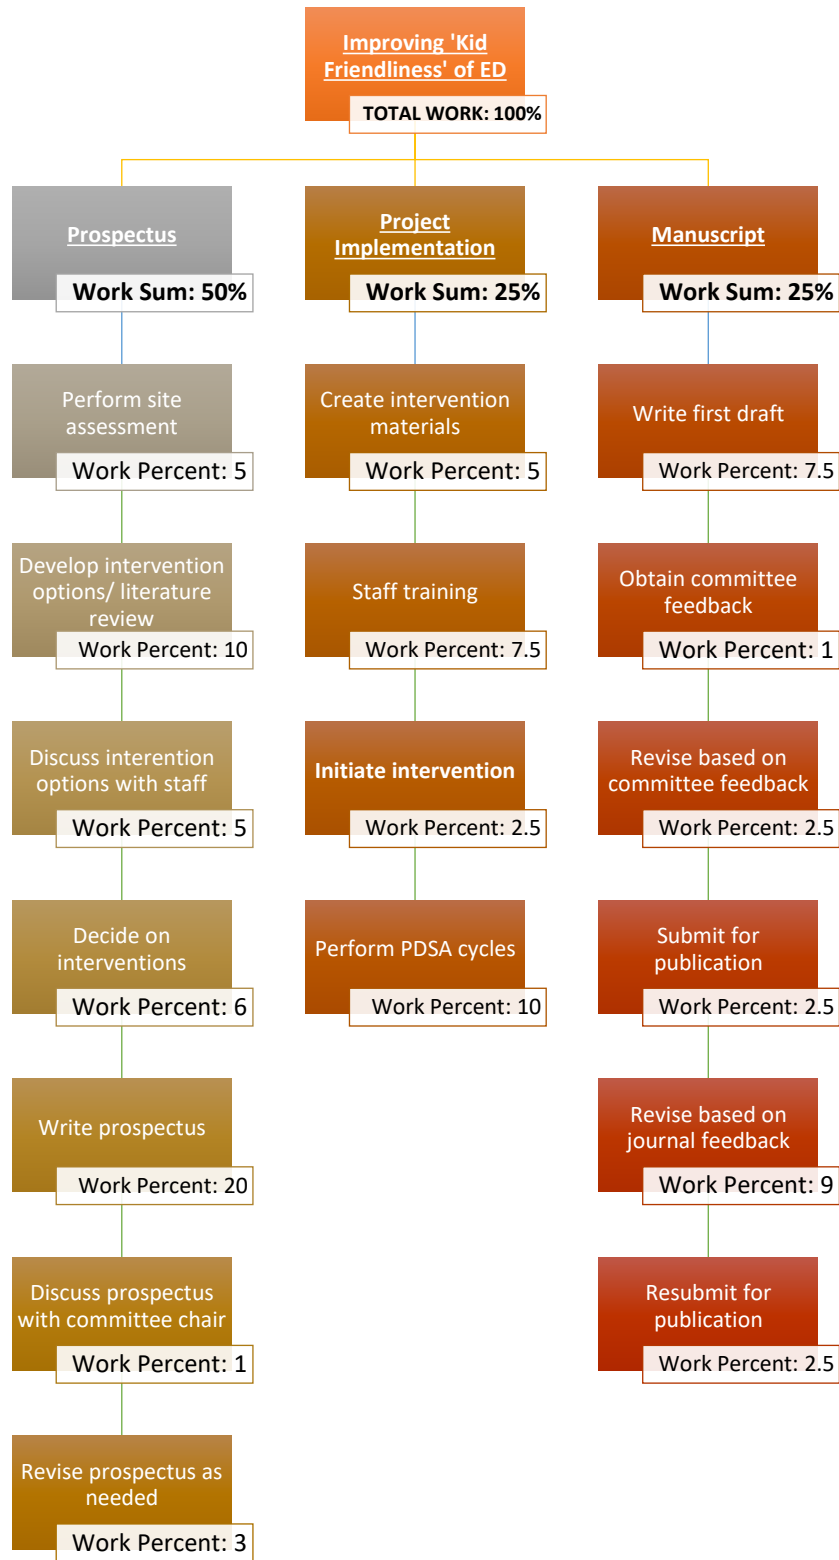 Improving 'Kid
Friendliness' of ED
TOTAL WORK: 100%
Prospectus
Work Sum: 50%
Perform site
assessment
Work Percent: 5
Develop intervention
options/ literature
review
Work Percent: 10
Discuss interention
options with staff
Work Percent: 5
Decide on
interventions
Work Percent: 6
Write prospectus
Work Percent: 20
Discuss prospectus
with committee chair
Work Percent: 1
Revise prospectus as
needed
Work Percent: 3
Project
Implementation
Work Sum: 25%
Create intervention
materials
Work Percent: 5
Staff training
Work Percent: 7.5
Initiate intervention
Work Percent: 2.5
Perform PDSA cycles
Work Percent: 10
Manuscript
Work Sum: 25%
Write first draft
Work Percent: 7.5
Obtain committee
feedback
Work Percent: 1
Revise based on
committee feedback
Work Percent: 2.5
Submit for
publication
Work Percent: 2.5
Revise based on
journal feedback
Work Percent: 9
Resubmit for
publication
Work Percent: 2.5